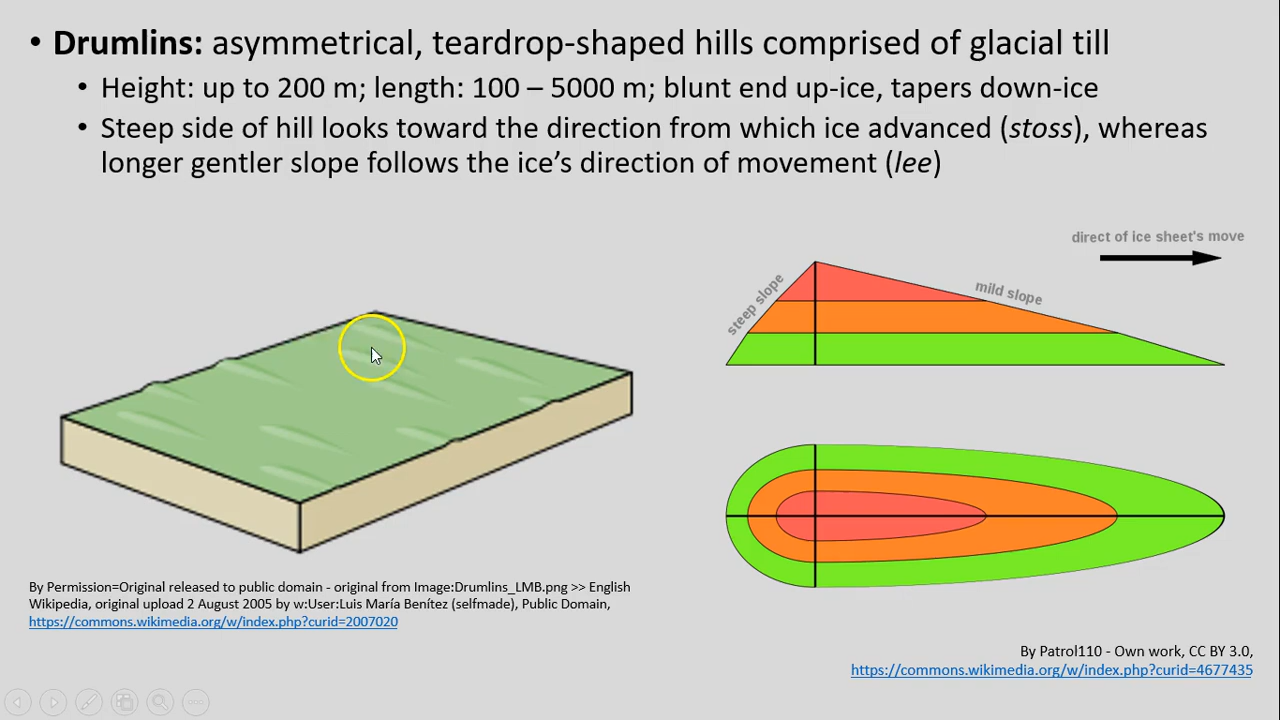 • Drumlins: asymmetrical, teardrop-shaped hills comprised of glacial till
• Height: up to 200 m; length: 100 – 5000 m; blunt end up-ice, tapers down-ice
• Steep side of hill looks toward the direction from which ice advanced (stoss), whereas
longer gentler slope follows the ice’s direction of movement (lee)
direct of ice sheet's move
steep slope
mild slope
By Permission=Original released to public domain - original from Image:Drumlins_LMB.png >> English
Wikipedia, original upload 2 August 2005 by w:User:Luis María Benítez (selfmade), Public Domain,
https://commons.wikimedia.org/w/index.php?curid=2007020
By Patrol110 - Own work, CC BY 3.0,
https://commons.wikimedia.org/w/index.php?curid=4677435